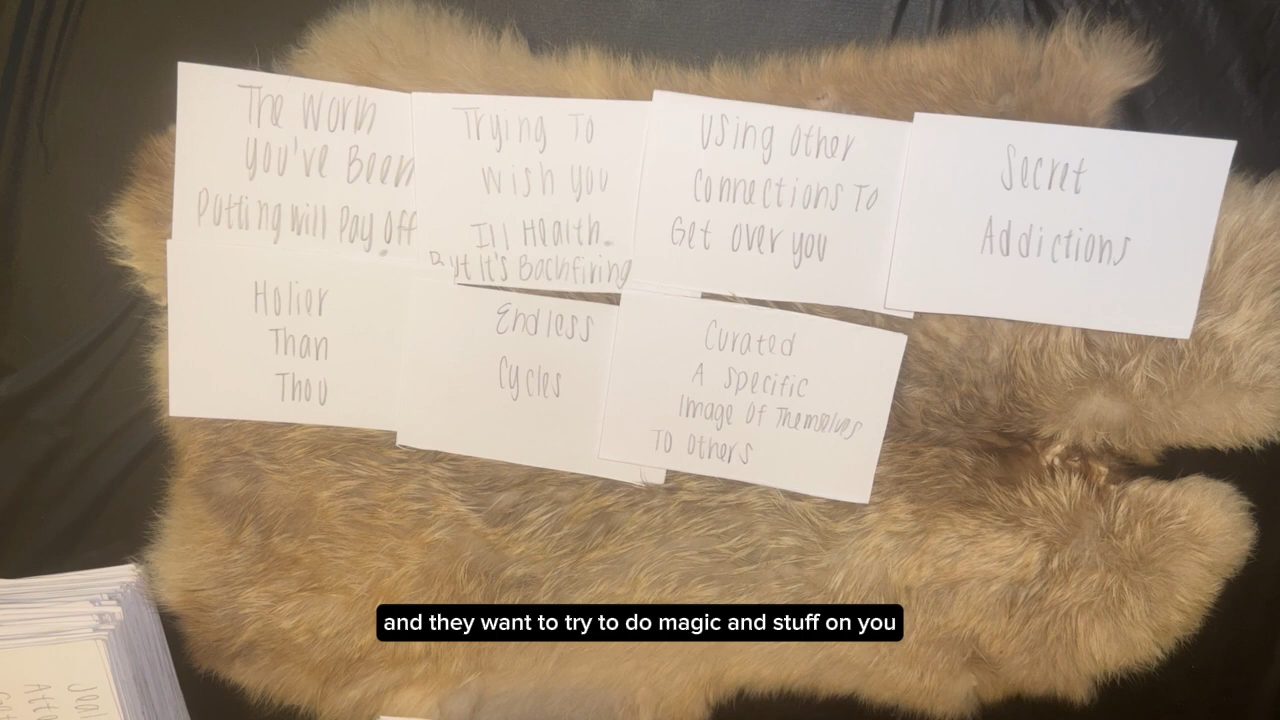 The Worm
You've Been
Putting will Pay off.
Trying To
Wish You
Ill Health.
But It's Bachfiring
Using Other
Connections To
Get Over You
Secret
Addictions
Holier
Than
Thou
Endless
Cycles
Curated
A Specific
Image Of Themselves
To Others
and they want to try to do magic and stuff on you